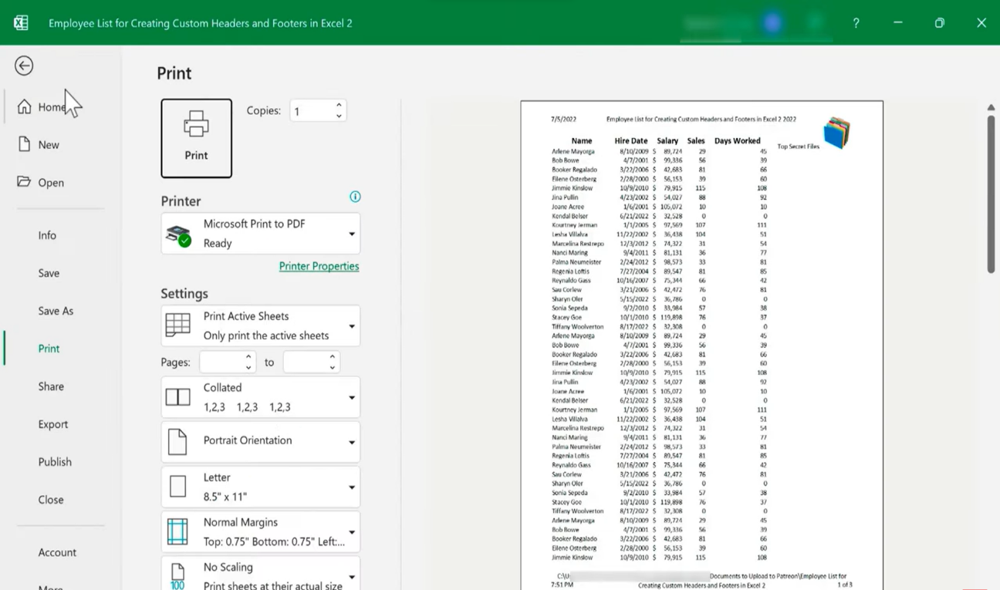 Employee List for Creating Custom Headers and Footers in Excel 2
?
Home
New
Open
Info
Save
Save As
Print
Share
Export
Publish
Close
Account
More
Print
Copies: 1
Print
Printer
Microsoft Print to PDF
Ready
Printer Properties
Settings
Print Active Sheets
Only print the active sheets
Pages: to
Collated
1,2,3 1,2,3 1,2,3
Portrait Orientation
Letter
8.5" x 11"
Normal Margins
Top: 0.75" Bottom: 0.75" Left:...
No Scaling
100 Print sheets at their actual size
7/5/2022 Employee List for Creating Custom Headers and Footers in Excel 2 2022
Top Secret Files
Name Hire Date Salary Sales Days Worked
Arlene Mayorga 8/10/2009 $ 89,724 29 45
Bob Bowe 4/7/2001 $ 99,336 56 39
Booker Regalado 3/22/2006 $ 42,683 81 66
Eilene Osterberg 2/28/2000 $ 56,153 39 60
Jimmie Kinslow 10/9/2010 $ 79,915 115 108
Jina Pullin 4/23/2002 $ 54,027 88 92
Joane Acree 1/6/2001 $ 105,072 10 10
Kendal Belser 6/21/2022 $ 32,528 0 0
Kourtney Jerman 1/1/2005 $ 97,569 107 111
Lesha Villalva 11/22/2002 $ 36,438 104 51
Marcelina Restrepo 12/3/2012 $ 74,322 31 54
Nanci Maring 9/4/2011 $ 81,131 36 77
Palma Neumeister 2/24/2012 $ 98,573 33 81
Regenia Loftis 7/27/2004 $ 89,547 81 85
Reynaldo Gass 10/16/2007 $ 75,344 66 42
Sau Corlew 3/21/2006 $ 42,472 76 81
Sharyn Oler 5/15/2022 $ 36,786 0 0
Sonia Sepeda 9/2/2010 $ 33,984 57 38
Stacey Goe 10/1/2010 $ 119,898 76 37
Tiffany Woolverton 8/17/2022 $ 32,308 0 0
Arlene Mayorga 8/10/2009 $ 89,724 29 45
Bob Bowe 4/7/2001 $ 99,336 56 39
Booker Regalado 3/22/2006 $ 42,683 81 66
Eilene Osterberg 2/28/2000 $ 56,153 39 60
Jimmie Kinslow 10/9/2010 $ 79,915 115 108
Jina Pullin 4/23/2002 $ 54,027 88 92
Joane Acree 1/6/2001 $ 105,072 10 10
Kendal Belser 6/21/2022 $ 32,528 0 0
Kourtney Jerman 1/1/2005 $ 97,569 107 111
Lesha Villalva 11/22/2002 $ 36,438 104 51
Marcelina Restrepo 12/3/2012 $ 74,322 31 54
Nanci Maring 9/4/2011 $ 81,131 36 77
Palma Neumeister 2/24/2012 $ 98,573 33 81
Regenia Loftis 7/27/2004 $ 89,547 81 85
Reynaldo Gass 10/16/2007 $ 75,344 66 42
Sau Corlew 3/21/2006 $ 42,472 76 81
Sharyn Oler 5/15/2022 $ 36,786 0 0
Sonia Sepeda 9/2/2010 $ 33,984 57 38
Stacey Goe 10/1/2010 $ 119,898 76 37
Tiffany Woolverton 8/17/2022 $ 32,308 0 0
Arlene Mayorga 8/10/2009 $ 89,724 29 45
Bob Bowe 4/7/2001 $ 99,336 56 39
Booker Regalado 3/22/2006 $ 42,683 81 66
Eilene Osterberg 2/28/2000 $ 56,153 39 60
Jimmie Kinslow 10/9/2010 $ 79,915 115 108
C:\U Documents to Upload to Patreon\Employee List for
7:51 PM Creating Custom Headers and Footers in Excel 2 1 of 3